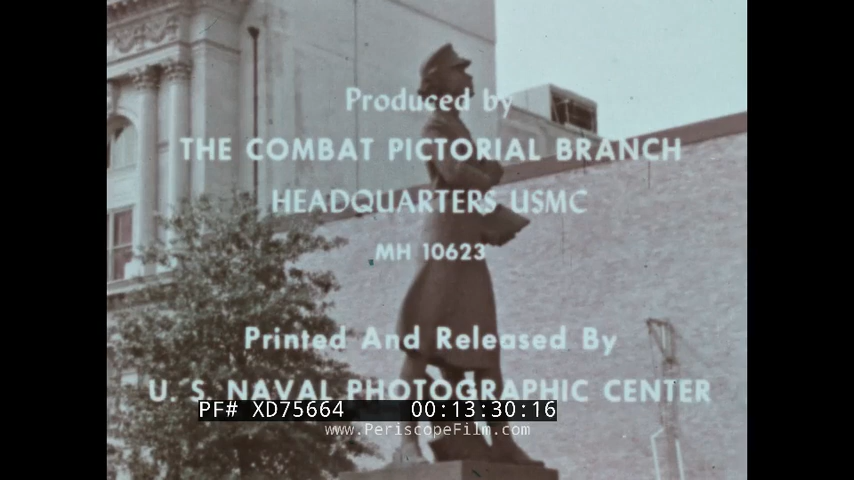 Produced by
THE COMBAT PICTORIAL BRANCH
HEADQUARTERS USMC
MH 10623
Printed And Released By
U. S. NAVAL PHOTOGRAPHIC CENTER
PF# XD75664 00:13:30:16
www.PeriscopeFilm.com